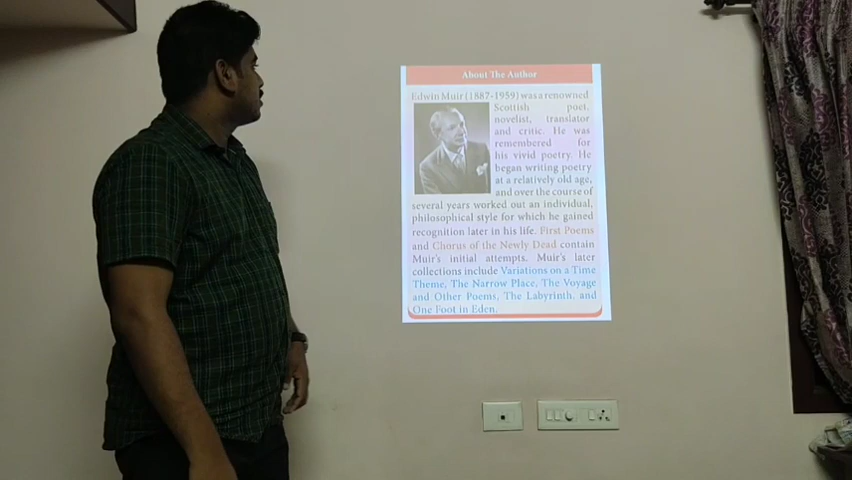 About The Author
Edwin Muir (1887-1959) was a renowned
Scottish poet,
novelist, translator
and critic. He was
remembered for
his vivid poetry. He
began writing poetry
at a relatively old age,
and over the course of
several years worked out an individual,
philosophical style for which he gained
recognition later in his life. First Poems
and Chorus of the Newly Dead contain
Muir's initial attempts. Muir's later
collections include Variations on a Time
Theme, The Narrow Place, The Voyage
and Other Poems, The Labyrinth, and
One Foot in Eden.